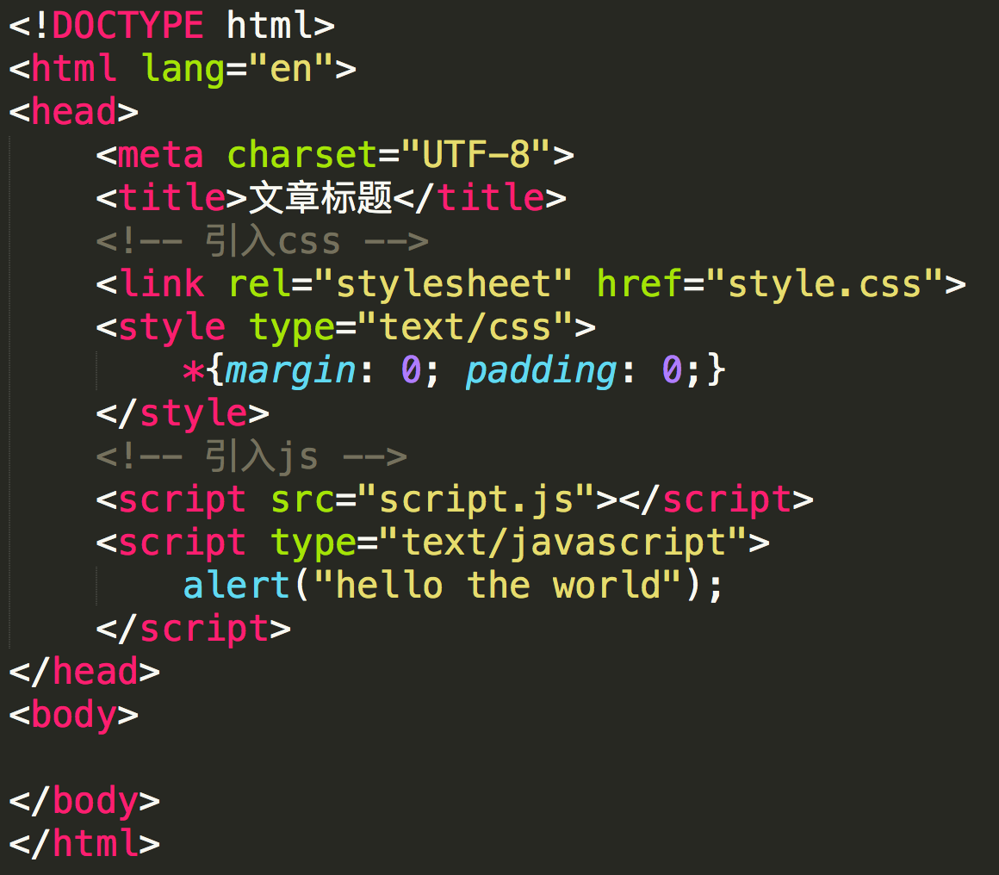 <!DOCTYPE html>
<html lang="en">
<head>
    <meta charset="UTF-8">
    <title>文章标题</title>
    <!-- 引入css -->
    <link rel="stylesheet" href="style.css">
    <style type="text/css">
        *{margin: 0; padding: 0;}
    </style>
    <!-- 引入js -->
    <script src="script.js"></script>
    <script type="text/javascript">
        alert("hello the world");
    </script>
</head>
<body>

</body>
</html>